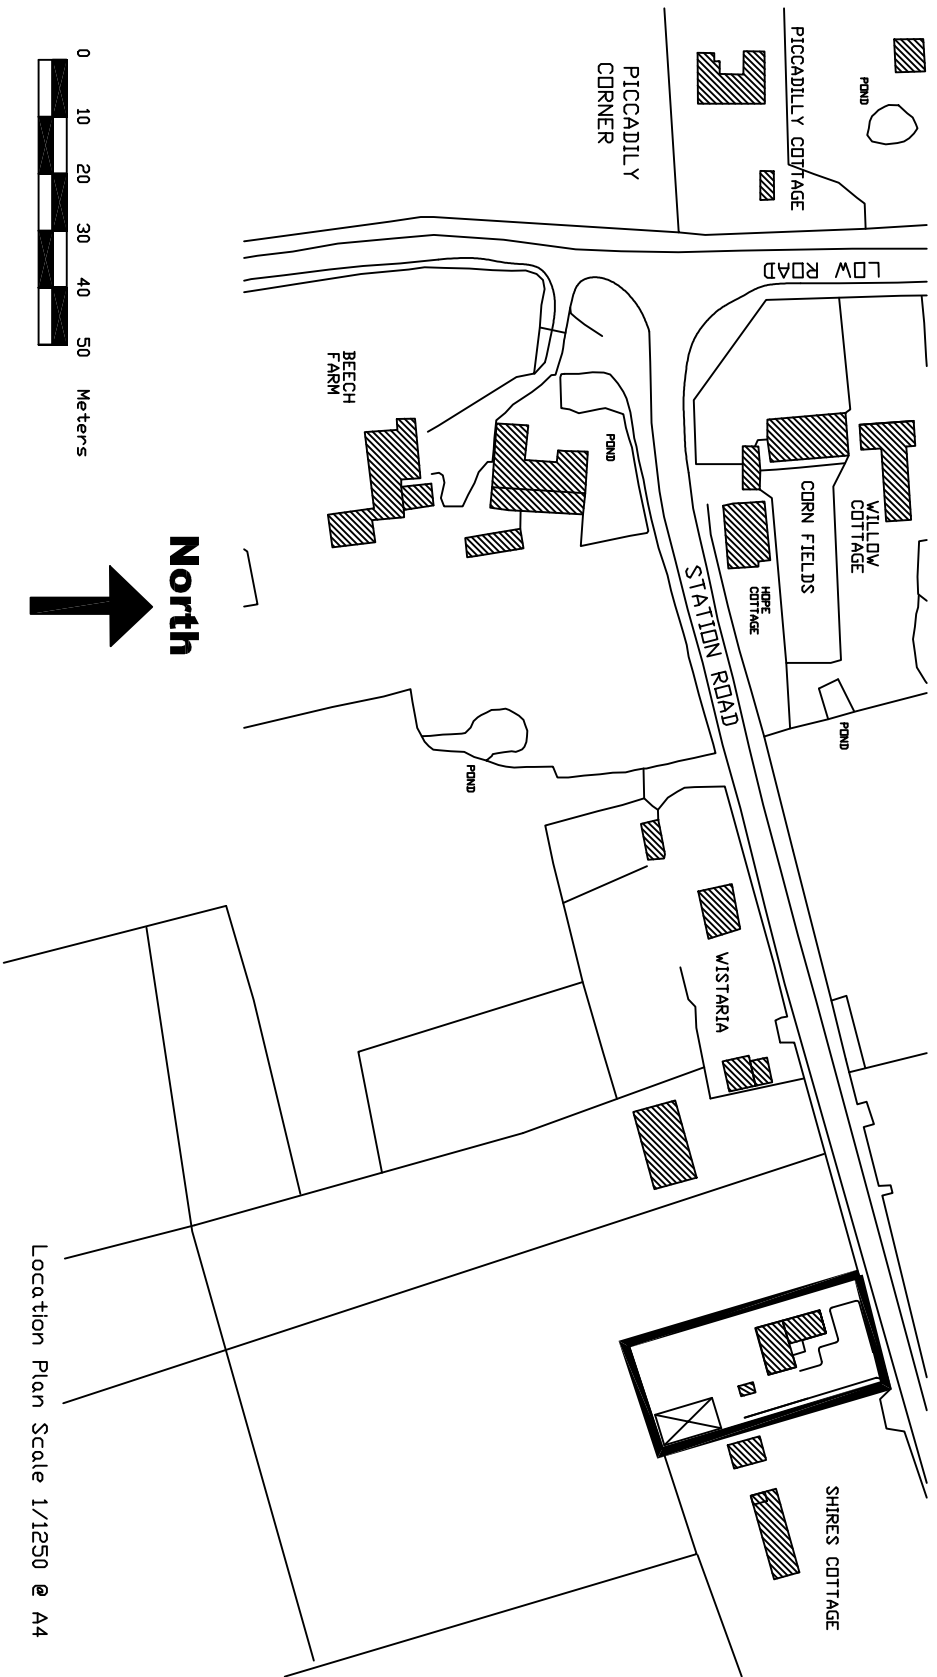 PICCADILLY COTTAGE
POND
PICCADILY
CORNER
LOW ROAD
0 10 20 30 40 50 Meters
BEECH
FARM
POND
CORN FIELDS
WILLOW
COTTAGE
HOPE
COTTAGE
STATION ROAD
North
POND
POND
WISTARIA
SHIRES COTTAGE
Location Plan Scale 1/1250 @ A4